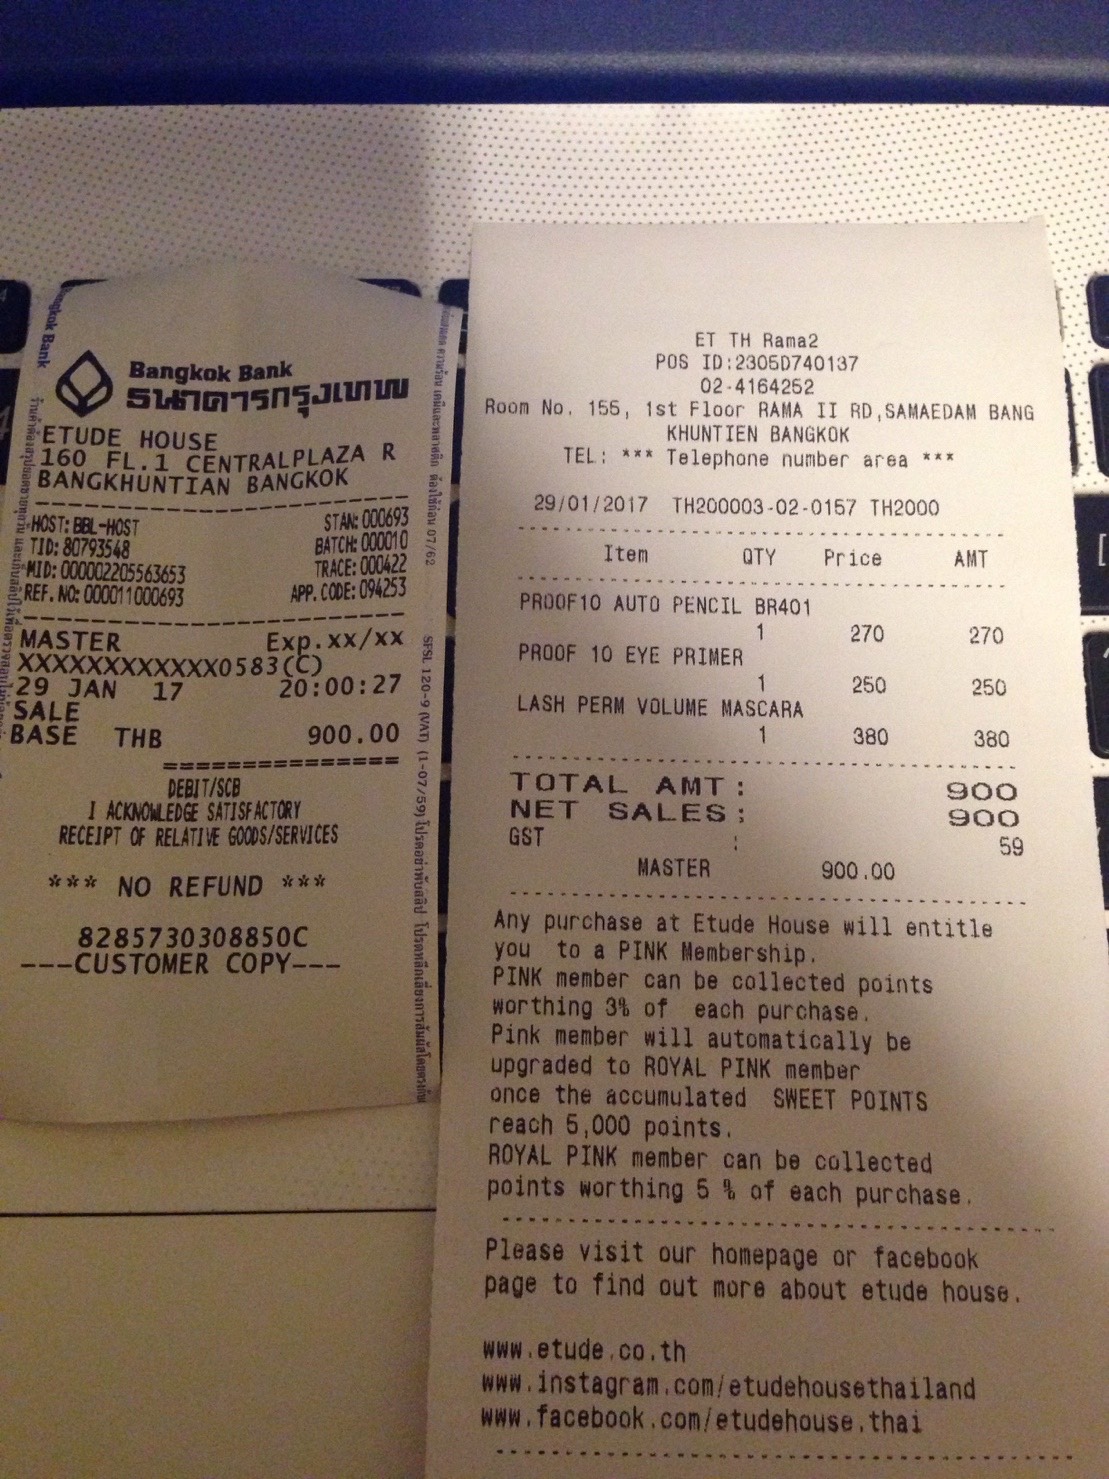 Bangkok Bank
ธนาคารกรุงเทพ
ETUDE HOUSE
160 FL.1 CENTRALPLAZA R
BANGKHUNTIAN BANGKOK
HOST: BBL-HOST STAN: 000693
TID: 80793548 BATCH: 000010
MID: 000002205563653 TRACE: 000422
REF. NO: 000011000693 APP. CODE: 094253
MASTER Exp.xx/xx
XXXXXXXXXXXX0583(C)
29 JAN 17 20:00:27
SALE
BASE THB 900.00
===============
DEBIT/SCB
I ACKNOWLEDGE SATISFACTORY
RECEIPT OF RELATIVE GOODS/SERVICES
*** NO REFUND ***
8285730308850C
---CUSTOMER COPY---
Bangkok Bank
SFSL 120-9 (VAT) (1-07/59)
ET TH Rama2
POS ID:2305D740137
02-4164252
Room No. 155, 1st Floor RAMA II RD,SAMAEDAM BANG
KHUNTIEN BANGKOK
TEL: *** Telephone number area ***
29/01/2017 TH200003-02-0157 TH2000
Item QTY Price AMT
PROOF10 AUTO PENCIL BR401
1 270 270
PROOF 10 EYE PRIMER
1 250 250
LASH PERM VOLUME MASCARA
1 380 380
TOTAL AMT : 900
NET SALES : 900
GST : 59
MASTER 900.00
Any purchase at Etude House will entitle
you to a PINK Membership.
PINK member can be collected points
worthing 3% of each purchase.
Pink member will automatically be
upgraded to ROYAL PINK member
once the accumulated SWEET POINTS
reach 5,000 points.
ROYAL PINK member can be collected
points worthing 5 % of each purchase.
Please visit our homepage or facebook
page to find out more about etude house.
www.etude.co.th
www.instagram.com/etudehousethailand
www.facebook.com/etudehouse.thai